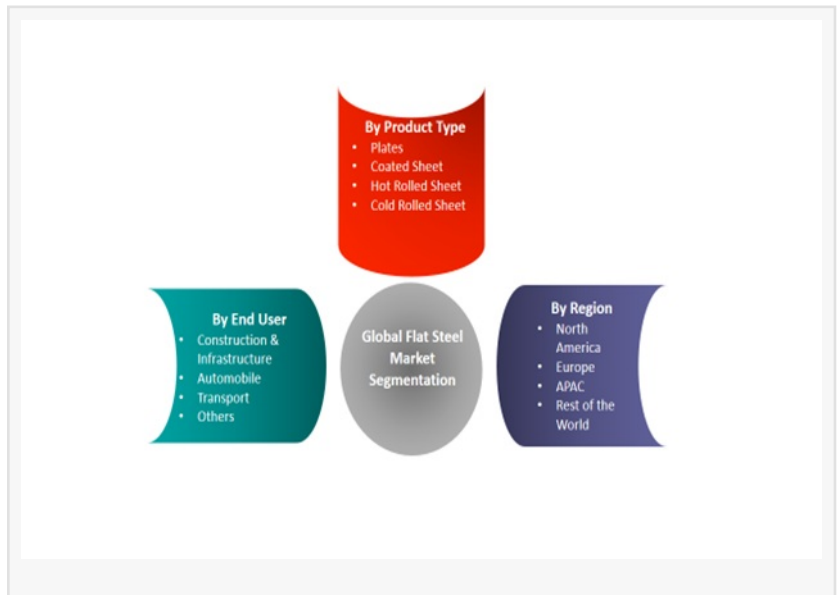 By Product Type
• Plates
• Coated Sheet
• Hot Rolled Sheet
• Cold Rolled Sheet
By End User
• Construction &
Infrastructure
• Automobile
• Transport
• Others
Global Flat Steel
Market
Segmentation
By Region
• North
America
• Europe
• APAC
• Rest of the
World